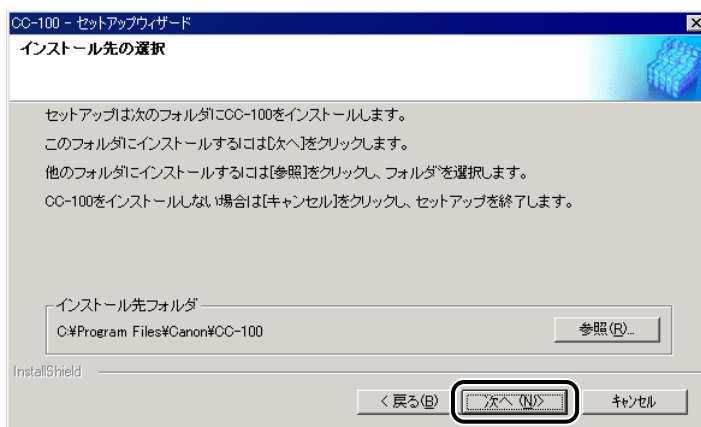 CC-100 - セットアップウィザード
インストール先の選択
セットアップは次のフォルダにCC-100をインストールします。
このフォルダにインストールするには[次へ]をクリックします。
他のフォルダにインストールするには[参照]をクリックし、フォルダを選択します。
CC-100をインストールしない場合は[キャンセル]をクリックし、セットアップを終了します。
インストール先フォルダ
C:¥Program Files¥Canon¥CC-100
参照(R)...
InstallShield
< 戻る(B)
次へ (N)>
キャンセル